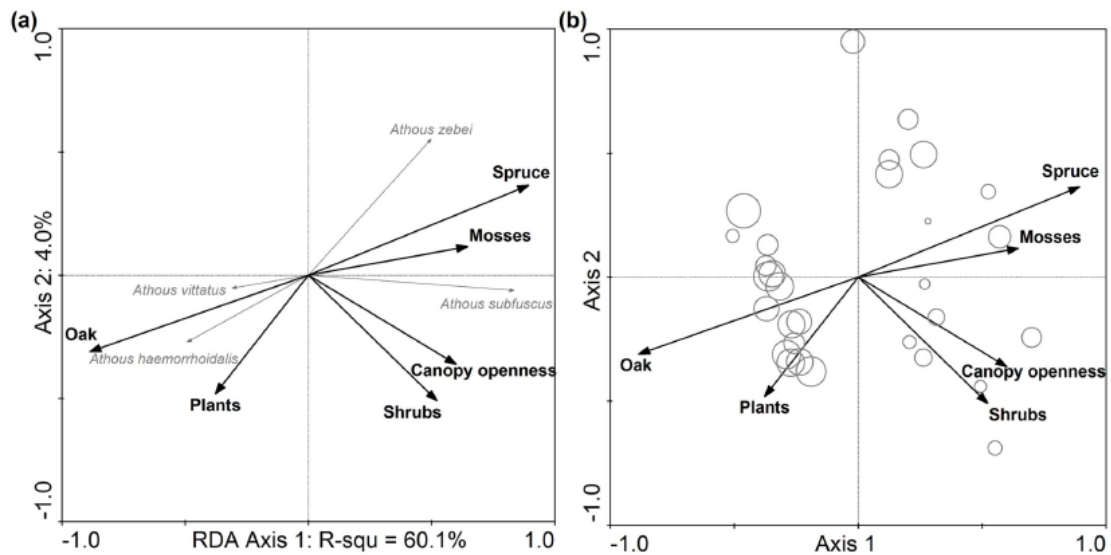 (a)
1.0
Athous zebei
Spruce
Mosses
Athous vittatus
Athous subfuscus
Oak
Athous haemorrhoidalis
Canopy openness
Plants
Shrubs
Axis 2: 4.0%
-1.0
-1.0
RDA Axis 1: R-squ = 60.1%
1.0
(b)
1.0
Spruce
Mosses
Axis 2
Oak
Canopy openness
Plants
Shrubs
-1.0
-1.0
Axis 1
1.0